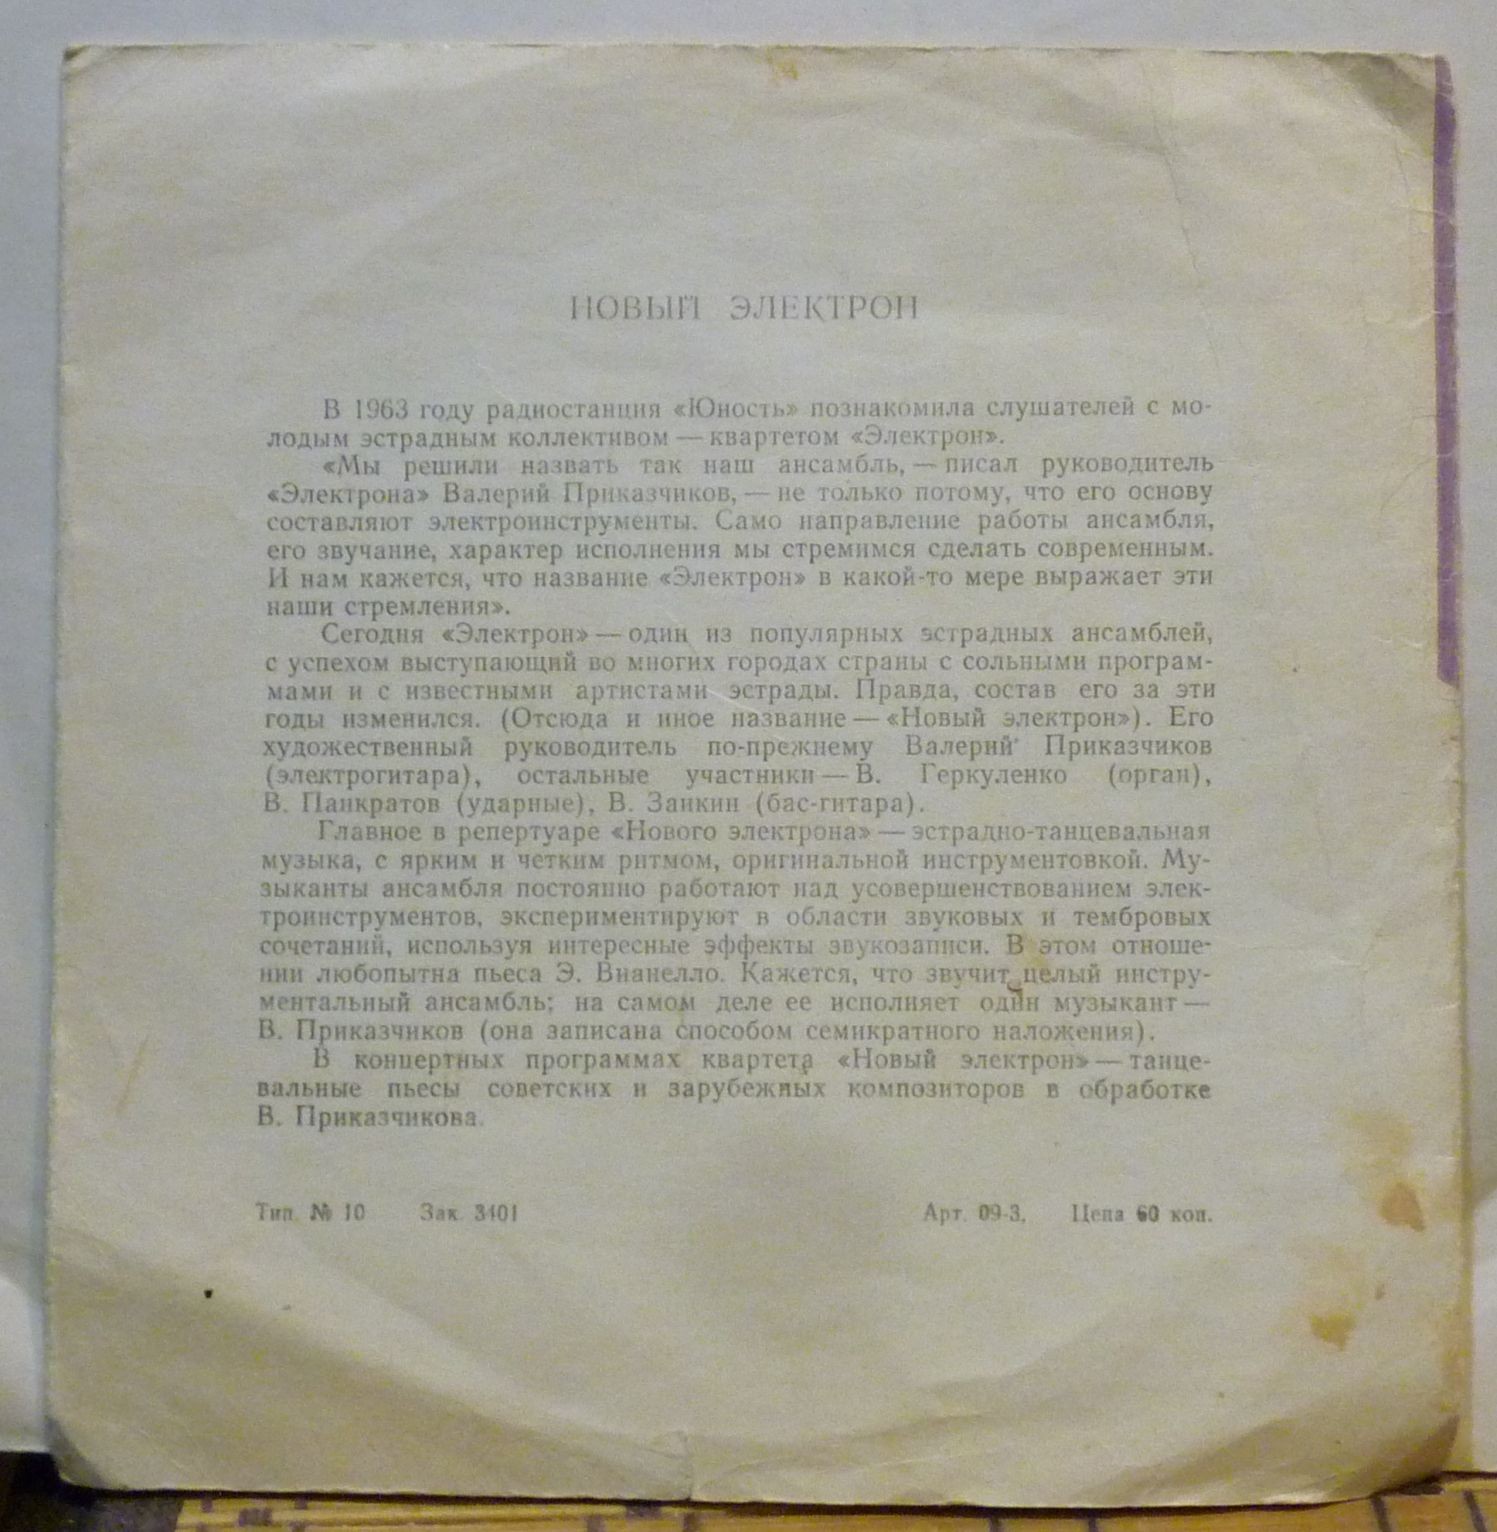 НОВЫЙ ЭЛЕКТРОН
В 1963 году радиостанция «Юность» познакомила слушателей с мо-
лодым эстрадным коллективом — квартетом «Электрон».
«Мы решили назвать так наш ансамбль, — писал руководитель
«Электрона» Валерий Приказчиков, — не только потому, что его основу
составляют электроинструменты. Само направление работы ансамбля,
его звучание, характер исполнения мы стремимся сделать современным.
И нам кажется, что название «Электрон» в какой-то мере выражает эти
наши стремления».
Сегодня «Электрон» — один из популярных эстрадных ансамблей,
с успехом выступающий во многих городах страны с сольными програм-
мами и с известными артистами эстрады. Правда, состав его за эти
годы изменился. (Отсюда и иное название — «Новый электрон»). Его
художественный руководитель по-прежнему Валерий Приказчиков
(электрогитара), остальные участники — В. Геркуленко (орган),
В. Панкратов (ударные), В. Заикин (бас-гитара).
Главное в репертуаре «Нового электрона» — эстрадно-танцевальная
музыка, с ярким и четким ритмом, оригинальной инструментовкой. Му-
зыканты ансамбля постоянно работают над усовершенствованием элек-
троинструментов, экспериментируют в области звуковых и тембровых
сочетаний, используя интересные эффекты звукозаписи. В этом отноше-
нии любопытна пьеса Э. Вианелло. Кажется, что звучит целый инстру-
ментальный ансамбль; на самом деле ее исполняет один музыкант —
В. Приказчиков (она записана способом семикратного наложения).
В концертных программах квартета «Новый электрон» — танце-
вальные пьесы советских и зарубежных композиторов в обработке
В. Приказчикова.
Тип. № 10 Зак. 3401 Арт. 09-3. Цена 60 коп.